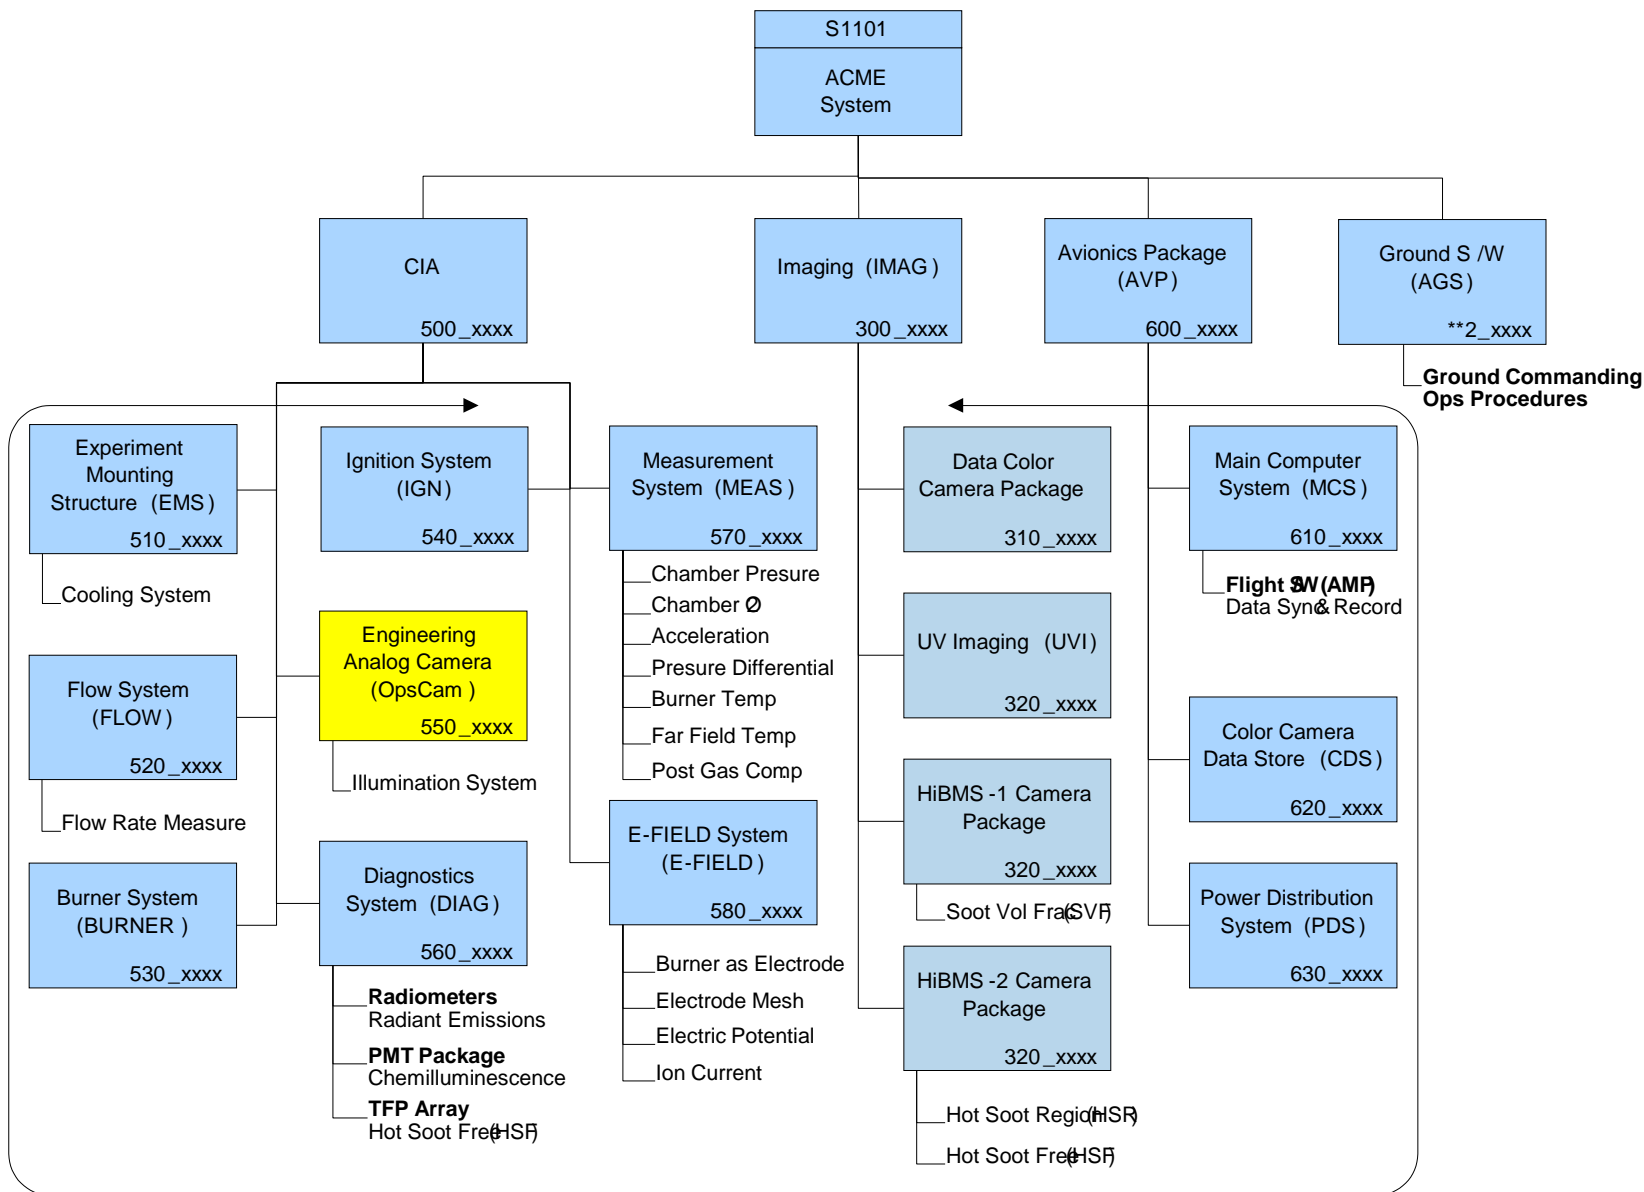 S1101
ACME
System
CIA
500_xxxx
Imaging (IMAG)
300_xxxx
Avionics Package
(AVP)
600_xxxx
Ground S/W
(AGS)
**2_xxxx
Ground Commanding
Ops Procedures
Experiment
Mounting
Structure (EMS)
510_xxxx
Cooling System
Flow System
(FLOW)
520_xxxx
Flow Rate Measure
Burner System
(BURNER)
530_xxxx
Ignition System
(IGN)
540_xxxx
Engineering
Analog Camera
(OpsCam)
550_xxxx
Illumination System
Diagnostics
System (DIAG)
560_xxxx
Radiometers
Radiant Emissions
PMT Package
Chemilluminescence
TFP Array
Hot Soot Free (HSF)
Measurement
System (MEAS)
570_xxxx
Chamber Presure
Chamber O2
Acceleration
Presure Differential
Burner Temp
Far Field Temp
Post Gas Comp.
E-FIELD System
(E-FIELD)
580_xxxx
Burner as Electrode
Electrode Mesh
Electric Potential
Ion Current
Data Color
Camera Package
310_xxxx
UV Imaging (UVI)
320_xxxx
HiBMS-1 Camera
Package
320_xxxx
Soot Vol Frac (SVF)
HiBMS-2 Camera
Package
320_xxxx
Hot Soot Region (HSR)
Hot Soot Free (HSF)
Main Computer
System (MCS)
610_xxxx
Flight S/W (AMP)
Data Sync & Record
Color Camera
Data Store (CDS)
620_xxxx
Power Distribution
System (PDS)
630_xxxx